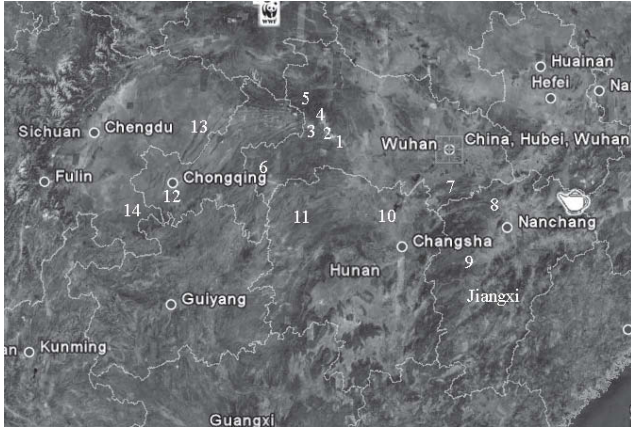 WWF
Huainan
Hefei
Na
5
4
13
3 2
1
Sichuan
Chengdu
Wuhan
China, Hubei, Wuhan
6
Fulin
Chongqing
12
7
14
11
10
8
Nanchang
Changsha
9
Hunan
Jiangxi
Guiyang
an
Kunming
Guangxi